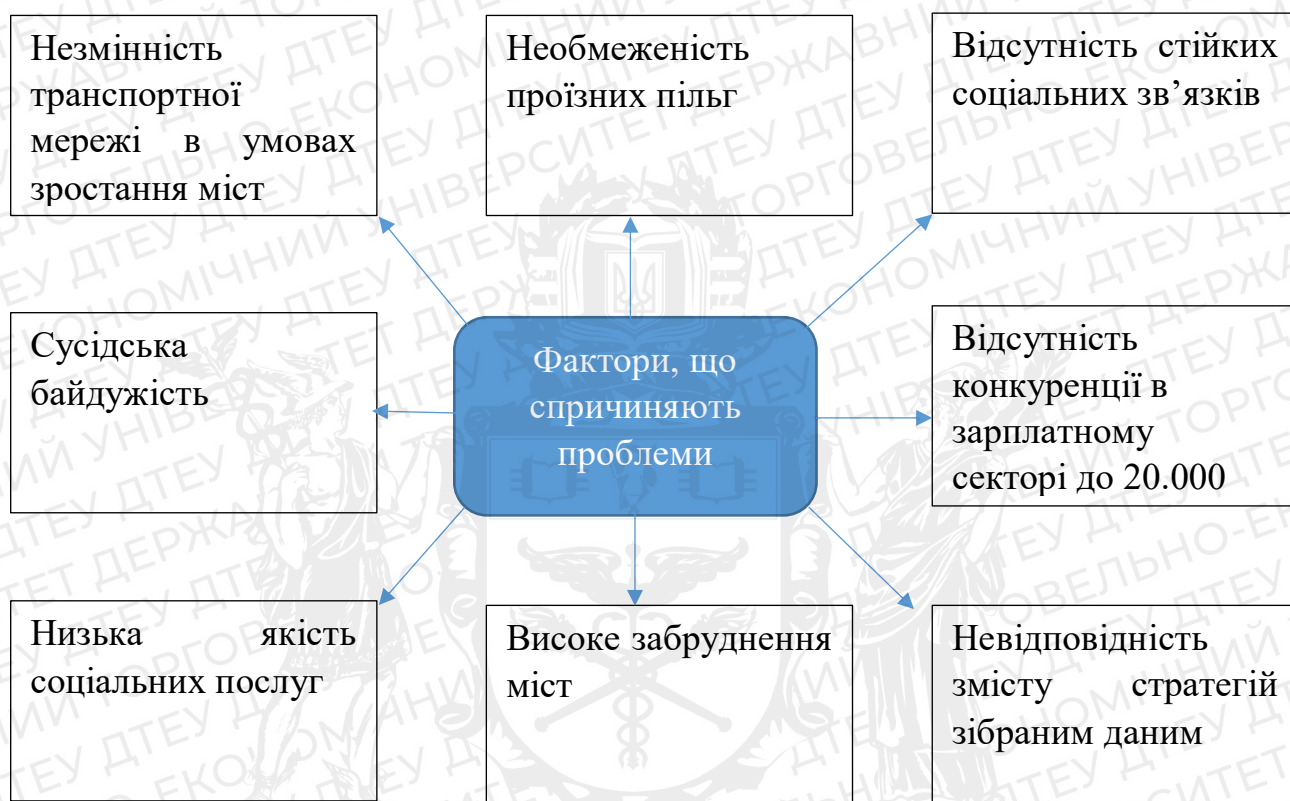 Незмінність
транспортної
мережі в умовах
зростання міст
Необмеженість
проїзних пільг
Відсутність стійких
соціальних зв’язків
Сусідська
байдужість
Фактори, що
спричиняють
проблеми
Відсутність
конкуренції в
зарплатному
секторі до 20.000
Низька якість
соціальних послуг
Високе забруднення
міст
Невідповідність
змісту стратегій
зібраним даним